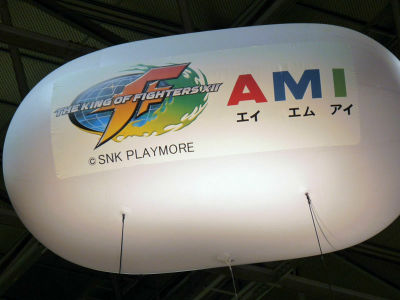 THE KING OF FIGHTERS XII
© SNK PLAYMORE
AMI
エイ エム アイ